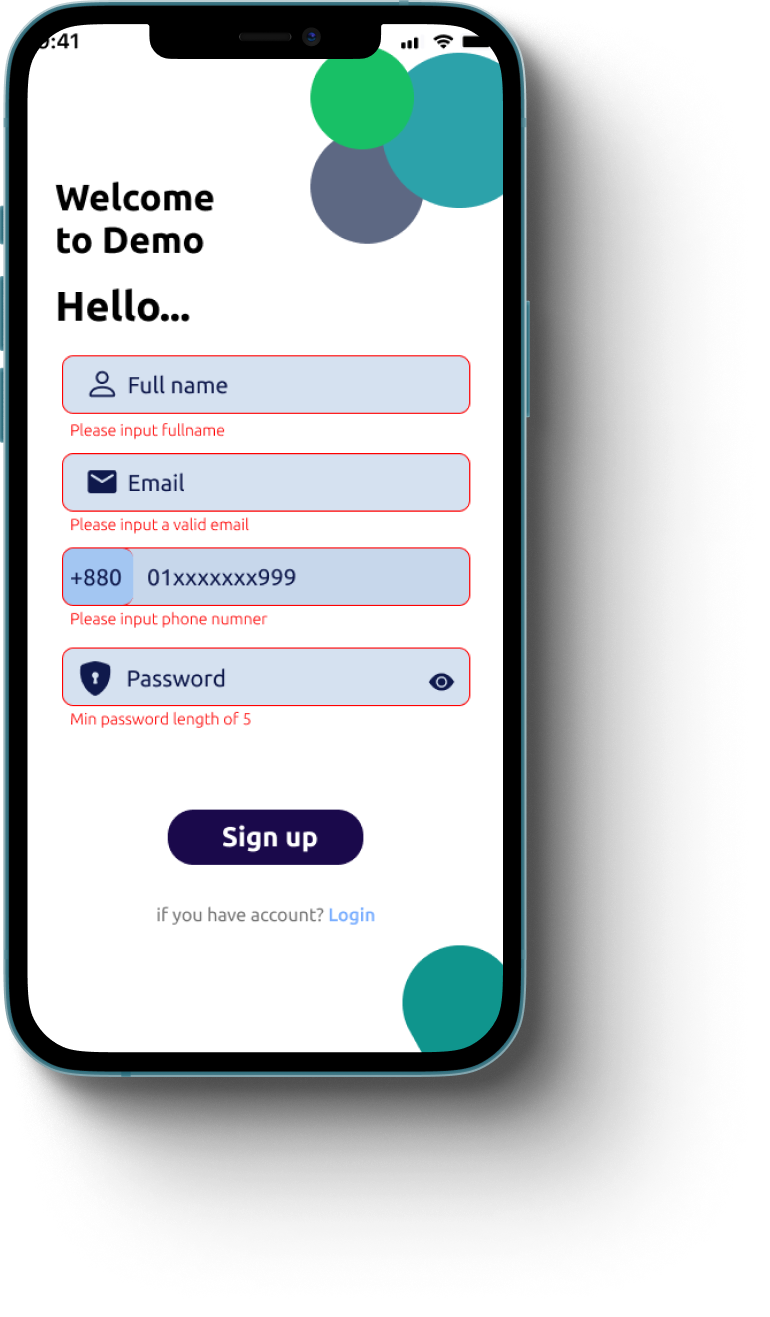 :41
Welcome
to Demo
Hello...
Full name
Please input fullname
Email
Please input a valid email
+880 01xxxxxxx999
Please input phone numner
Password
Min password length of 5
Sign up
if you have account? Login